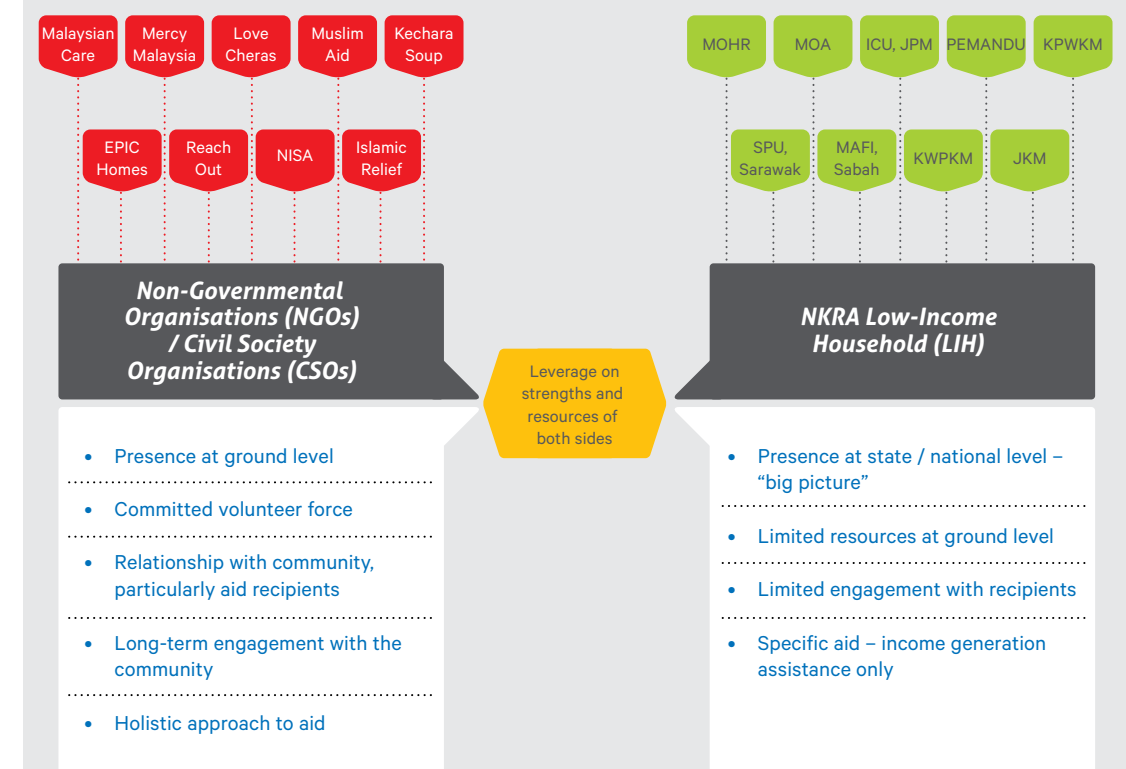 Malaysian
Care
Mercy
Malaysia
Love
Cheras
Muslim
Aid
Kechara
Soup
EPIC
Homes
Reach
Out
NISA
Islamic
Relief
MOHR
MOA
ICU, JPM
PEMANDU
KPWKM
SPU,
Sarawak
MAFI,
Sabah
KWPKM
JKM
Non-Governmental
Organisations (NGOs)
/ Civil Society
Organisations (CSOs)
Leverage on
strengths and
resources of
both sides
NKRA Low-Income
Household (LIH)
• Presence at ground level
• Committed volunteer force
• Relationship with community,
particularly aid recipients
• Long-term engagement with the
community
• Holistic approach to aid
• Presence at state / national level –
“big picture”
• Limited resources at ground level
• Limited engagement with recipients
• Specific aid – income generation
assistance only